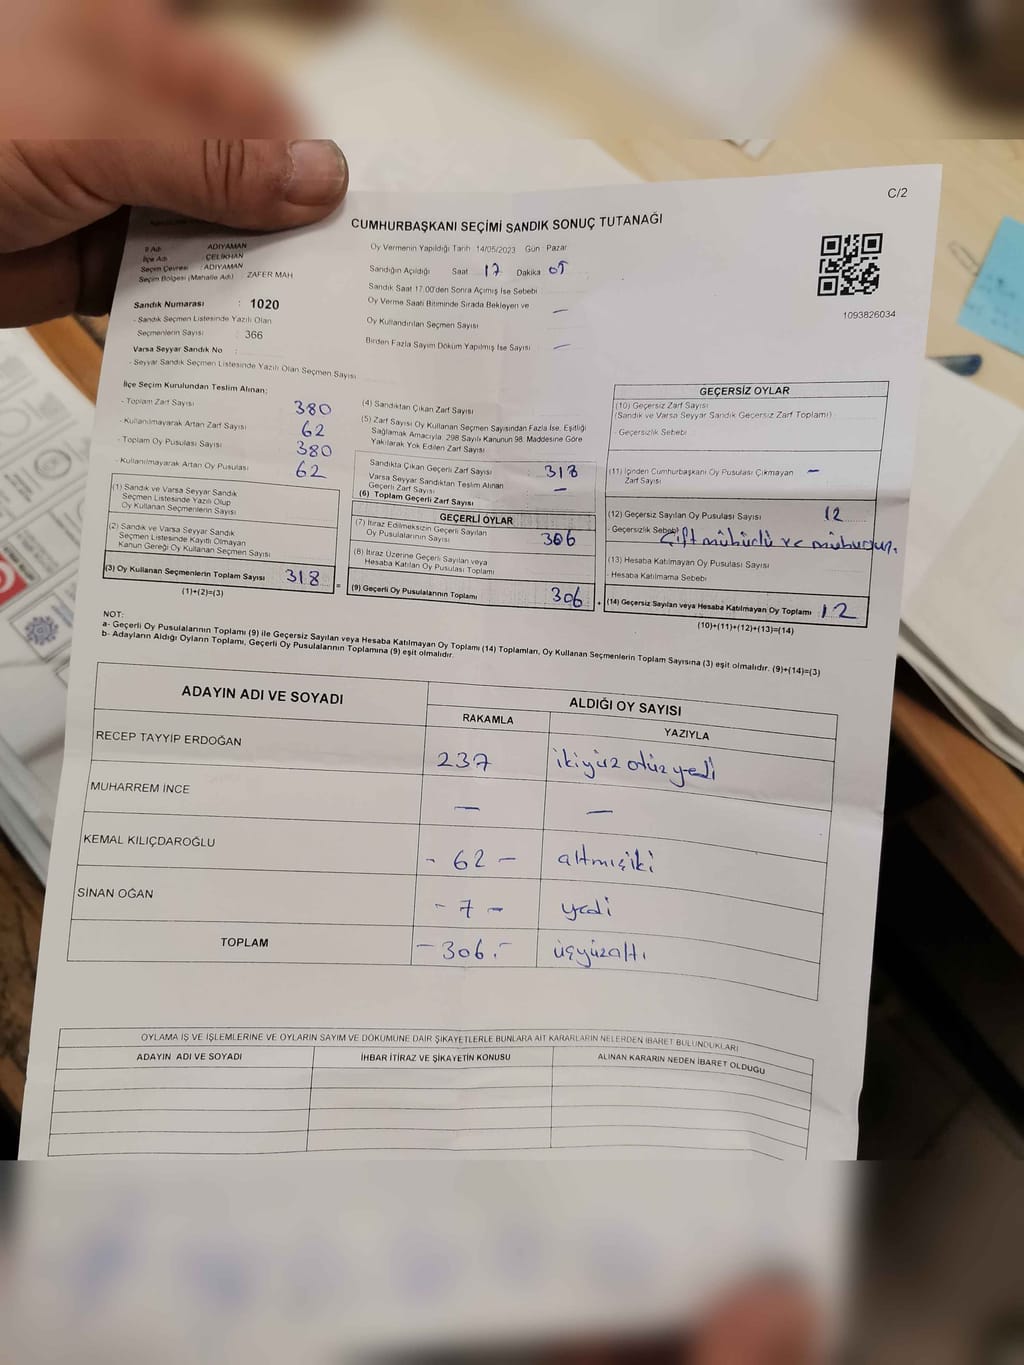 C/2
CUMHURBAŞKANI SEÇİMİ SANDIK SONUÇ TUTANAĞI
İl Adı : ADIYAMAN
İlçe Adı : ÇELİKHAN
Seçim Çevresi : ADIYAMAN
Seçim Bölgesi (Mahalle Adı) : ZAFER MAH
Sandık Numarası : 1020
- Sandık Seçmen Listesinde Yazılı Olan
Seçmenlerin Sayısı : 366
Varsa Seyyar Sandık No :
- Seyyar Sandık Seçmen Listesinde Yazılı Olan Seçmen Sayısı
Oy Vermenin Yapıldığı Tarih 14/05/2023 Gün : Pazar
Sandığın Açıldığı Saat 17 Dakika 05
Sandık Saat 17.00'den Sonra Açımış İse Sebebi
Oy Verme Saati Bitiminde Sırada Bekleyen ve
Oy Kullandırılan Seçmen Sayısı —
Birden Fazla Sayım Döküm Yapılmış İse Sayısı —
1093826034
İlçe Seçim Kurulundan Teslim Alınan;
- Toplam Zarf Sayısı 380
- Kullanılmayarak Artan Zarf Sayısı 62
- Toplam Oy Pusulası Sayısı 380
- Kullanılmayarak Artan Oy Pusulası 62
(1) Sandık ve Varsa Seyyar Sandık
Seçmen Listesinde Yazılı Olup
Oy Kullanan Seçmenlerin Sayısı
(2) Sandık ve Varsa Seyyar Sandık
Seçmen Listesinde Kayıtlı Olmayan
Kanun Gereği Oy Kullanan Seçmen Sayısı
(3) Oy Kullanan Seçmenlerin Toplam Sayısı 318
(1)+(2)=(3)
=
(4) Sandıktan Çıkan Zarf Sayısı
(5) Zarf Sayısı Oy Kullanan Seçmen Sayısından Fazla İse, Eşitliği
Sağlamak Amacıyla; 298 Sayılı Kanunun 98. Maddesine Göre
Yakılarak Yok Edilen Zarf Sayısı
Sandıkta Çıkan Geçerli Zarf Sayısı 318
Varsa Seyyar Sandıktan Teslim Alınan
Geçerli Zarf Sayısı —
(6) Toplam Geçerli Zarf Sayısı
GEÇERLİ OYLAR
(7) İtiraz Edilmeksizin Geçerli Sayılan
Oy Pusulalarının Sayısı 306
(8) İtiraz Üzerine Geçerli Sayılan veya
Hesaba Katılan Oy Pusulası Toplamı
(9) Geçerli Oy Pusulalarının Toplamı 306
+
GEÇERSİZ OYLAR
(10) Geçersiz Zarf Sayısı
(Sandık ve Varsa Seyyar Sandık Geçersiz Zarf Toplamı)
- Geçersizlik Sebebi
(11) İçinden Cumhurbaşkanı Oy Pusulası Çıkmayan
Zarf Sayısı —
(12) Geçersiz Sayılan Oy Pusulası Sayısı 12
- Geçersizlik Sebebi Çift mühürlü ve
(13) Hesaba Katılmayan Oy Pusulası Sayısı
- Hesaba Katılmama Sebebi
(14) Geçersiz Sayılan veya Hesaba Katılmayan Oy Toplamı 12
(10)+(11)+(12)+(13)=(14)
NOT:
a- Geçerli Oy Pusulalarının Toplamı (9) ile Geçersiz Sayılan veya Hesaba Katılmayan Oy Toplamı (14) Toplamları, Oy Kullanan Seçmenlerin Toplam Sayısına (3) eşit olmalıdır. (9)+(14)=(3)
b- Adayların Aldığı Oyların Toplamı, Geçerli Oy Pusulalarının Toplamına (9) eşit olmalıdır.
ADAYIN ADI VE SOYADI
ALDIĞI OY SAYISI
RAKAMLA YAZIYLA
RECEP TAYYİP ERDOĞAN 237 ikiyüz otüz yedi
MUHARREM İNCE — —
KEMAL KILIÇDAROĞLU - 62 - altmışiki
SİNAN OĞAN - 7 - yedi
TOPLAM - 306.- üçyüzaltı
OYLAMA İŞ VE İŞLEMLERİNE VE OYLARIN SAYIM VE DÖKÜMÜNE DAİR ŞİKAYETLERLE BUNLARA AİT KARARLARIN NELERDEN İBARET BULUNDUKLARI
ADAYIN ADI VE SOYADI İHBAR İTİRAZ VE ŞİKAYETİN KONUSU ALINAN KARARIN NEDEN İBARET OLDUĞU